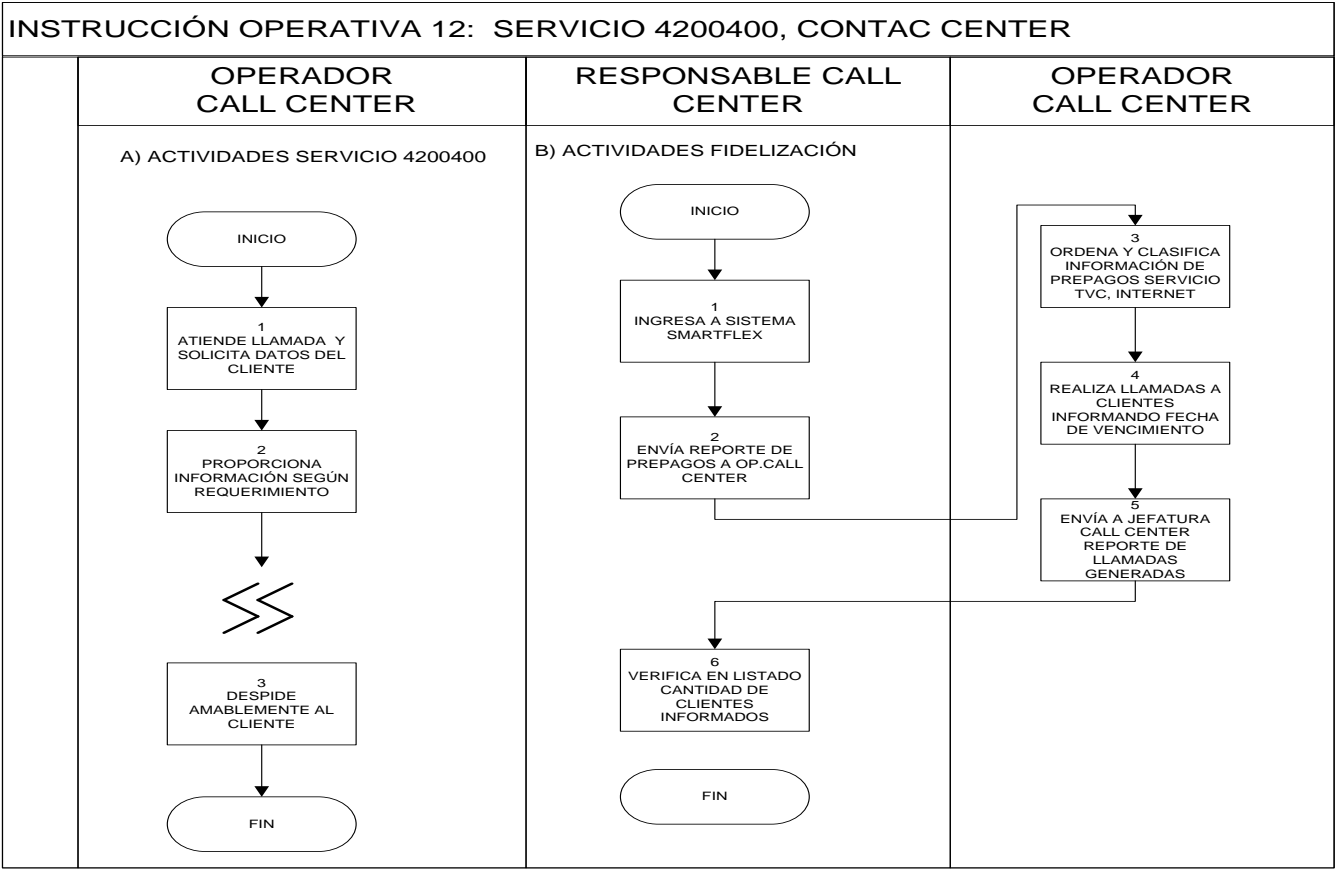 INSTRUCCIÓN OPERATIVA 12: SERVICIO 4200400, CONTAC CENTER
OPERADOR
CALL CENTER
RESPONSABLE CALL
CENTER
OPERADOR
CALL CENTER
A) ACTIVIDADES SERVICIO 4200400
INICIO
1
ATIENDE LLAMADA Y
SOLICITA DATOS DEL
CLIENTE
2
PROPORCIONA
INFORMACIÓN SEGÚN
REQUERIMIENTO
3
DESPIDE
AMABLEMENTE AL
CLIENTE
FIN
B) ACTIVIDADES FIDELIZACIÓN
INICIO
1
INGRESA A SISTEMA
SMARTFLEX
2
ENVÍA REPORTE DE
PREPAGOS A OP.CALL
CENTER
3
ORDENA Y CLASIFICA
INFORMACIÓN DE
PREPAGOS SERVICIO
TVC, INTERNET
4
REALIZA LLAMADAS A
CLIENTES
INFORMANDO FECHA
DE VENCIMIENTO
5
ENVÍA A JEFATURA
CALL CENTER
REPORTE DE
LLAMADAS
GENERADAS
6
VERIFICA EN LISTADO
CANTIDAD DE
CLIENTES
INFORMADOS
FIN